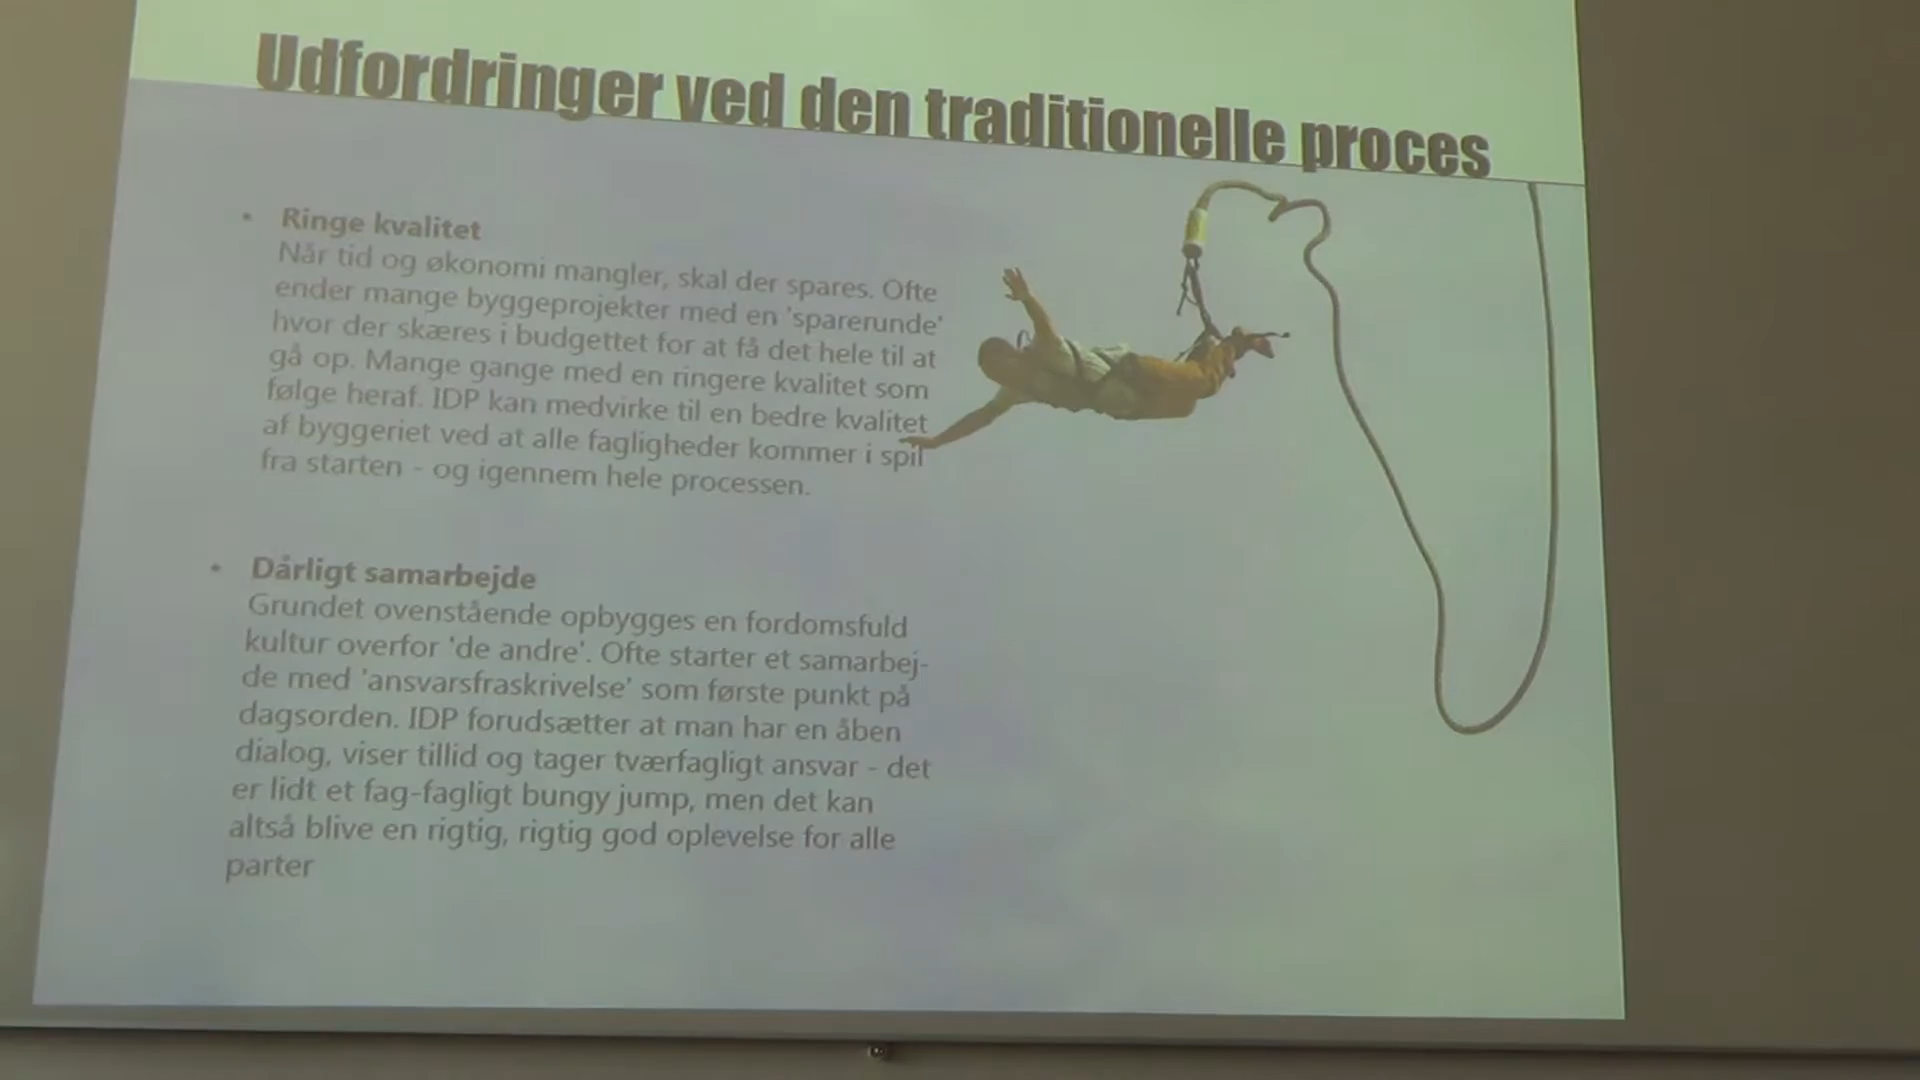 Udfordringer ved den traditionelle proces
• Ringe kvalitet
Når tid og økonomi mangler, skal der spares. Ofte
ender mange byggeprojekter med en 'sparerunde'
hvor der skæres i budgettet for at få det hele til at
gå op. Mange gange med en ringere kvalitet som
følge heraf. IDP kan medvirke til en bedre kvalitet
af byggeriet ved at alle fagligheder kommer i spil
fra starten - og igennem hele processen.
• Dårligt samarbejde
Grundet ovenstående opbygges en fordomsfuld
kultur overfor 'de andre'. Ofte starter et samarbej-
de med 'ansvarsfraskrivelse' som første punkt på
dagsorden. IDP forudsætter at man har en åben
dialog, viser tillid og tager tværfagligt ansvar - det
er lidt et fag-fagligt bungy jump, men det kan
altså blive en rigtig, rigtig god oplevelse for alle
parter